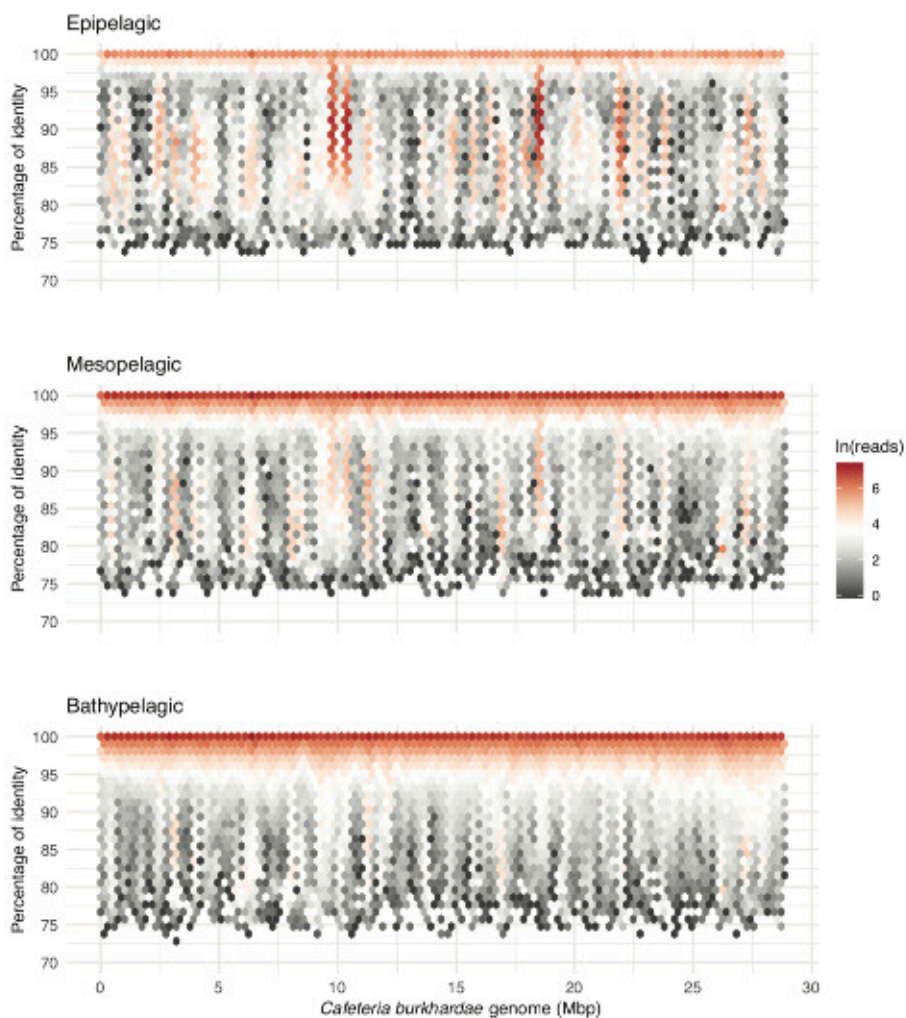 Epipelagic
100
95
90
85
80
75
70
Percentage of identity
Mesopelagic
100
95
90
85
80
75
70
Percentage of identity
ln(reads)
6
4
2
0
Bathypelagic
100
95
90
85
80
75
70
Percentage of identity
0 5 10 15 20 25 30
Cafeteria burkhardae genome (Mbp)